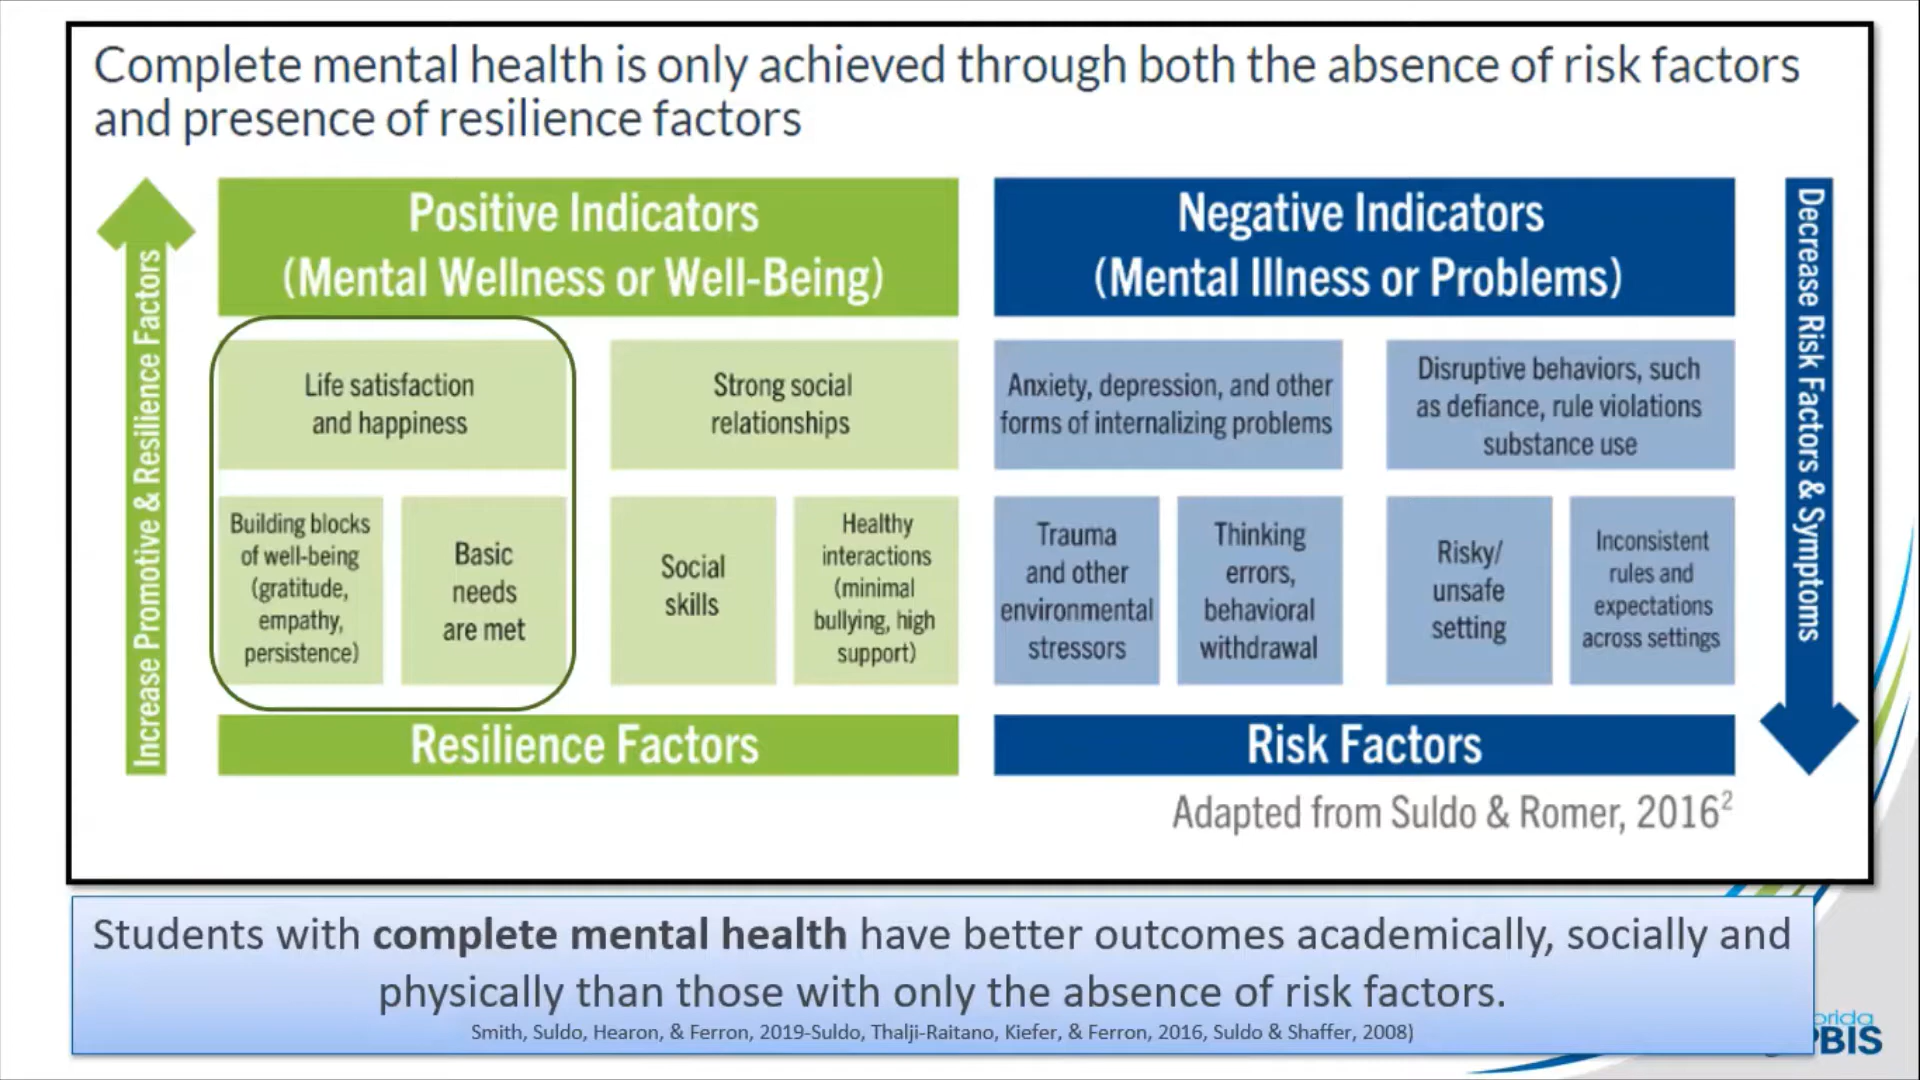 Complete mental health is only achieved through both the absence of risk factors
and presence of resilience factors
Increase Promotive & Resilience Factors
Positive Indicators
(Mental Wellness or Well-Being)
Life satisfaction
and happiness
Strong social
relationships
Building blocks
of well-being
(gratitude,
empathy,
persistence)
Basic
needs
are met
Social
skills
Healthy
interactions
(minimal
bullying, high
support)
Resilience Factors
Negative Indicators
(Mental Illness or Problems)
Anxiety, depression, and other
forms of internalizing problems
Disruptive behaviors, such
as defiance, rule violations
substance use
Trauma
and other
environmental
stressors
Thinking
errors,
behavioral
withdrawal
Risky/
unsafe
setting
Inconsistent
rules and
expectations
across settings
Risk Factors
Decrease Risk Factors & Symptoms
Adapted from Suldo & Romer, 2016²
Students with complete mental health have better outcomes academically, socially and
physically than those with only the absence of risk factors.
Smith, Suldo, Hearon, & Ferron, 2019-Suldo, Thalji-Raitano, Kiefer, & Ferron, 2016, Suldo & Shaffer, 2008)
orida
PBIS